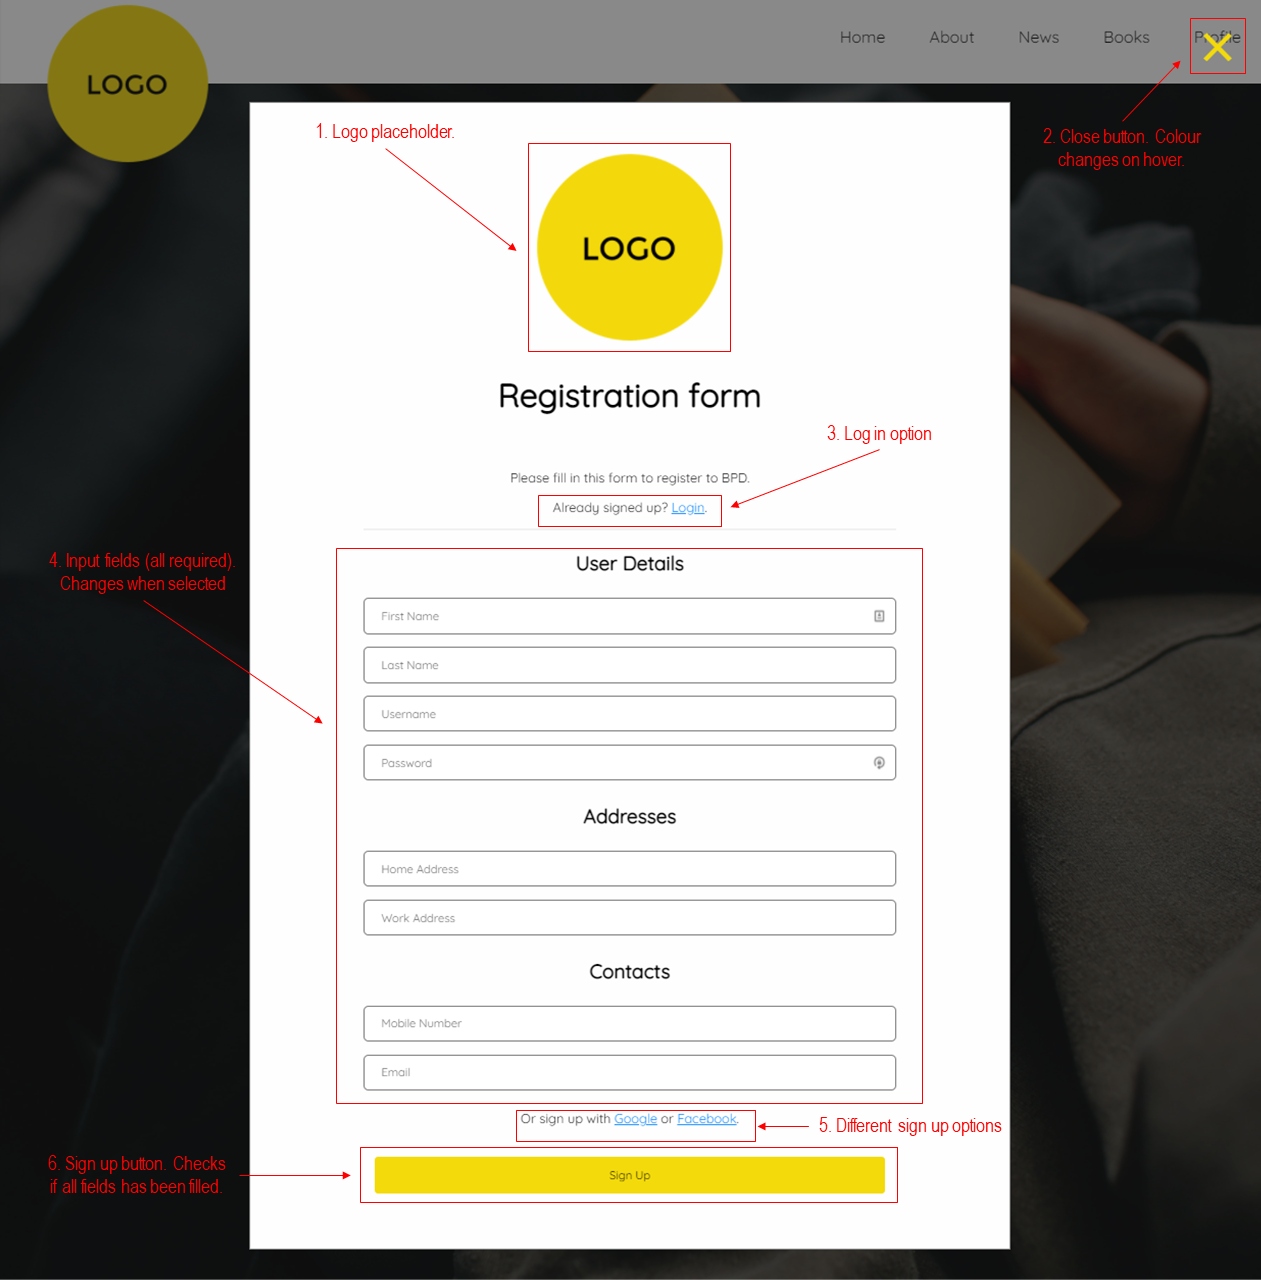 LOGO
Home
About
News
Books
Profile
1. Logo placeholder.
2. Close button. Colour
changes on hover.
LOGO
Registration form
3. Log in option
Please fill in this form to register to BPD.
Already signed up? Login.
4. Input fields (all required).
Changes when selected
User Details
First Name
Last Name
Username
Password
Addresses
Home Address
Work Address
Contacts
Mobile Number
Email
Or sign up with Google or Facebook.
5. Different sign up options
6. Sign up button. Checks
if all fields has been filled.
Sign Up